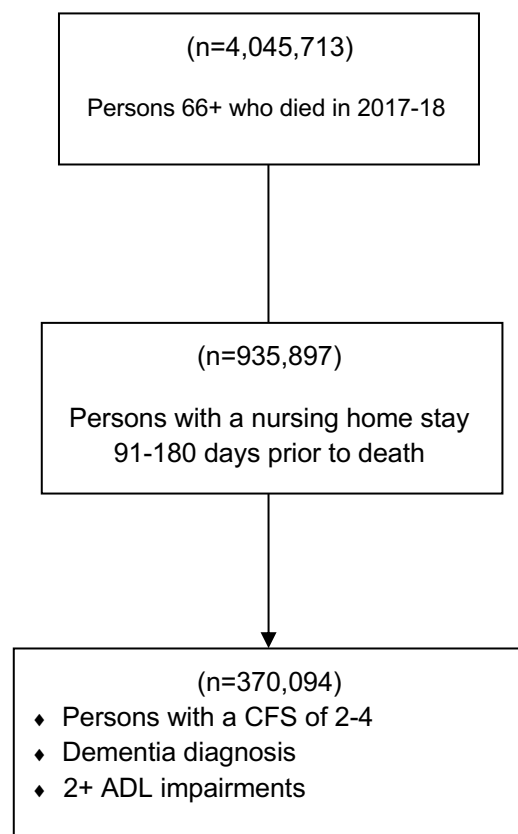 (n=4,045,713)
Persons 66+ who died in 2017-18
(n=935,897)
Persons with a nursing home stay
91-180 days prior to death
(n=370,094)
♦ Persons with a CFS of 2-4
♦ Dementia diagnosis
♦ 2+ ADL impairments